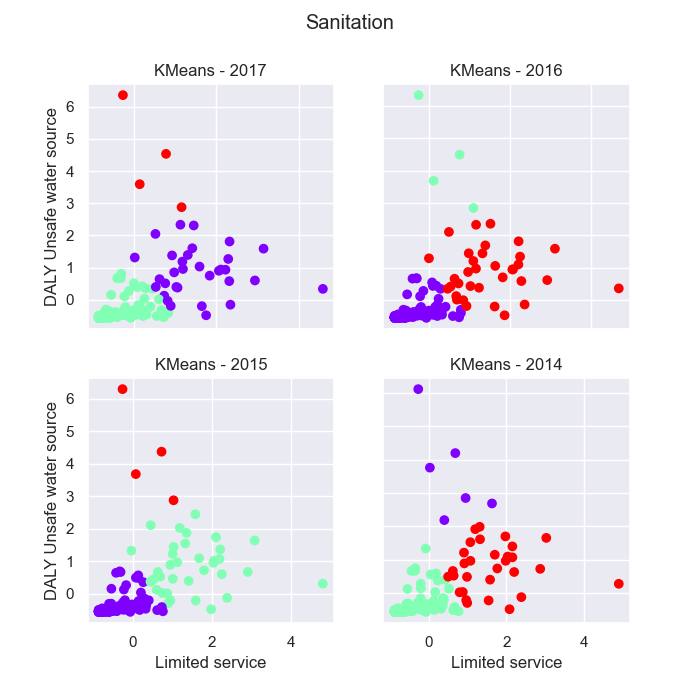 Sanitation
KMeans - 2017
KMeans - 2016
DALY Unsafe water source
6
5
4
3
2
1
0
KMeans - 2015
KMeans - 2014
DALY Unsafe water source
6
5
4
3
2
1
0
0 2 4
0 2 4
Limited service
Limited service